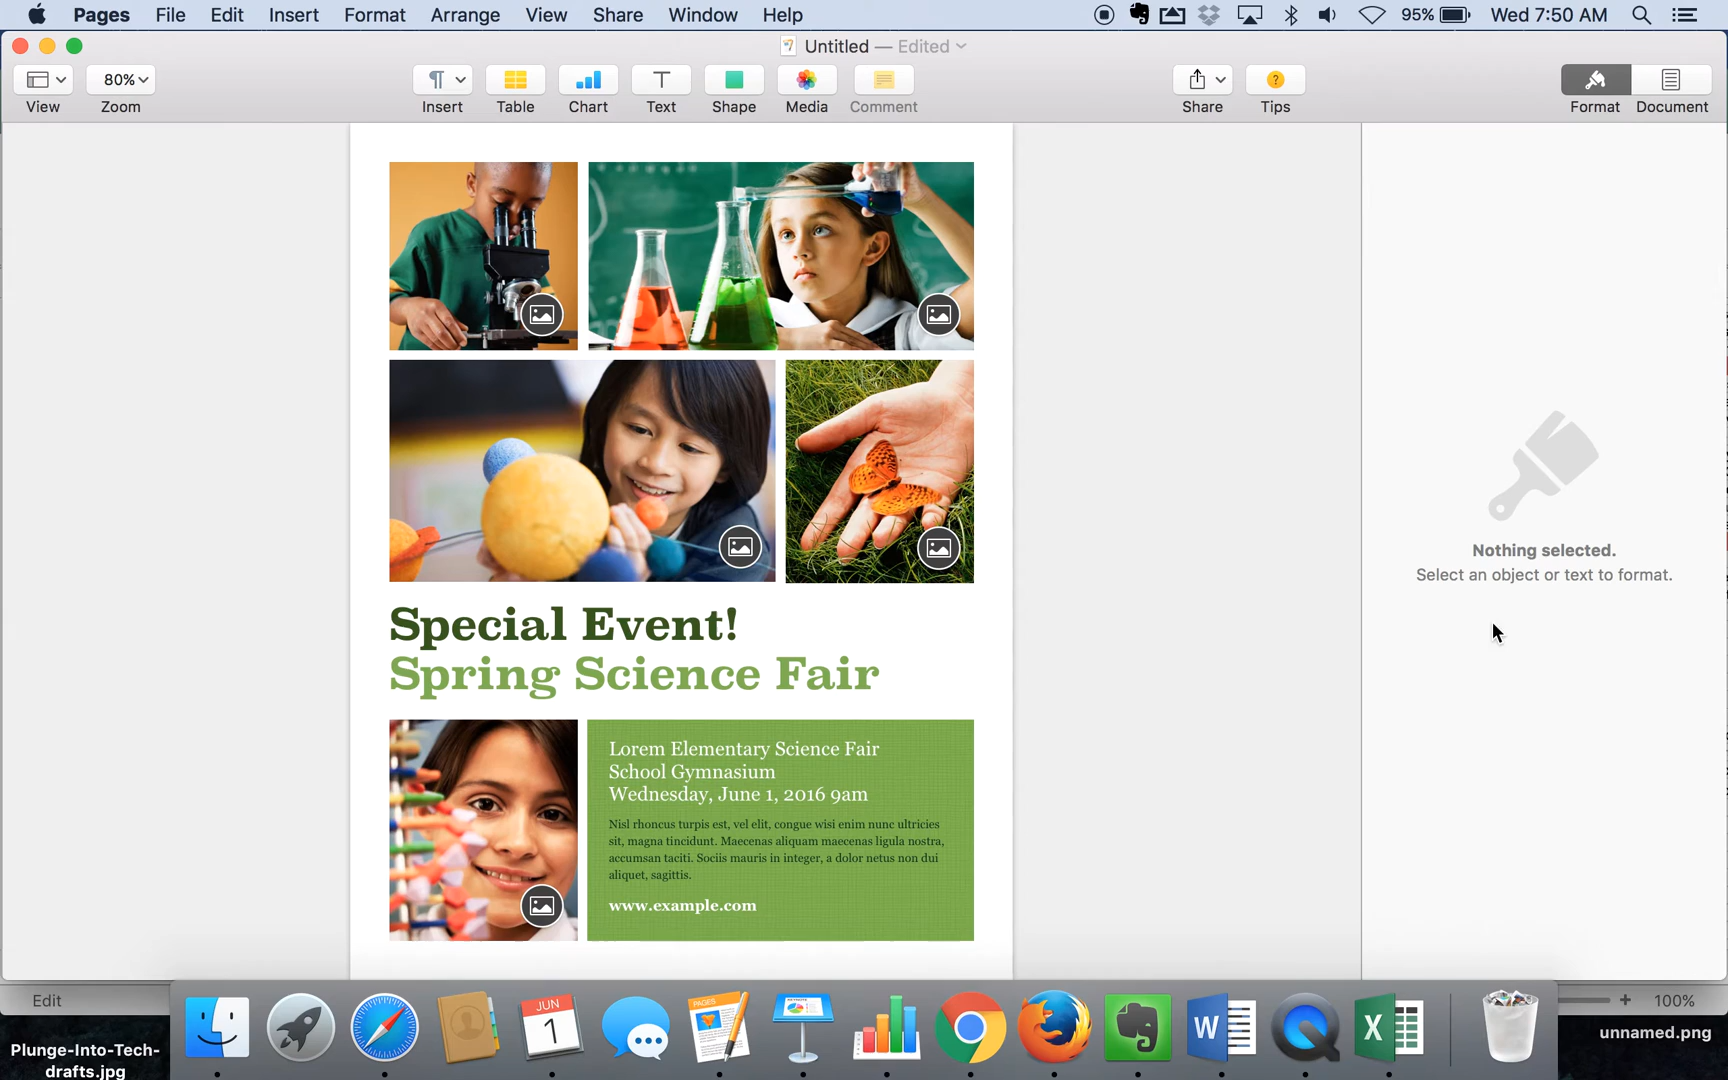 Pages File Edit Insert Format Arrange View Share Window Help 95% Wed 7:50 AM
Untitled — Edited
80%
View Zoom Insert Table Chart Text Shape Media Comment Share Tips Format Document
Special Event!
Spring Science Fair
Lorem Elementary Science Fair
School Gymnasium
Wednesday, June 1, 2016 9am
Nisl rhoncus turpis est, vel elit, congue wisi enim nunc ultricies
sit, magna tincidunt. Maecenas aliquam maecenas ligula nostra,
accumsan taciti. Sociis mauris in integer, a dolor netus non dui
aliquet, sagittis.
www.example.com
Nothing selected.
Select an object or text to format.
Edit
100%
JUN
1
PAGES
W
X
Plunge-Into-Tech-
drafts.jpg
unnamed.png